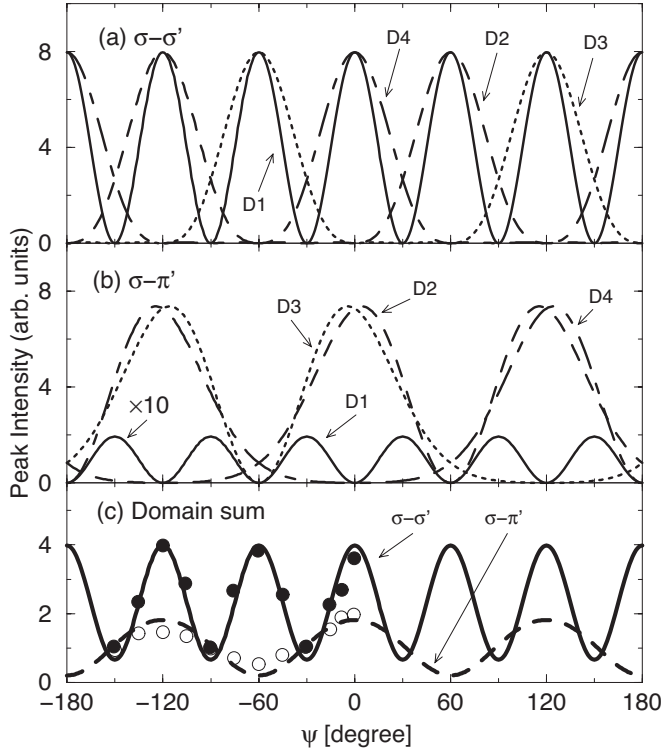 (a) σ−σ'
D4
D2
D3
D1
8
4
0
(b) σ−π'
D3
D2
D4
×10
D1
8
4
2
0
(c) Domain sum
σ−σ'
σ−π'
4
2
0
−180
−120
−60
0
60
120
180
Peak Intensity (arb. units)
ψ [degree]